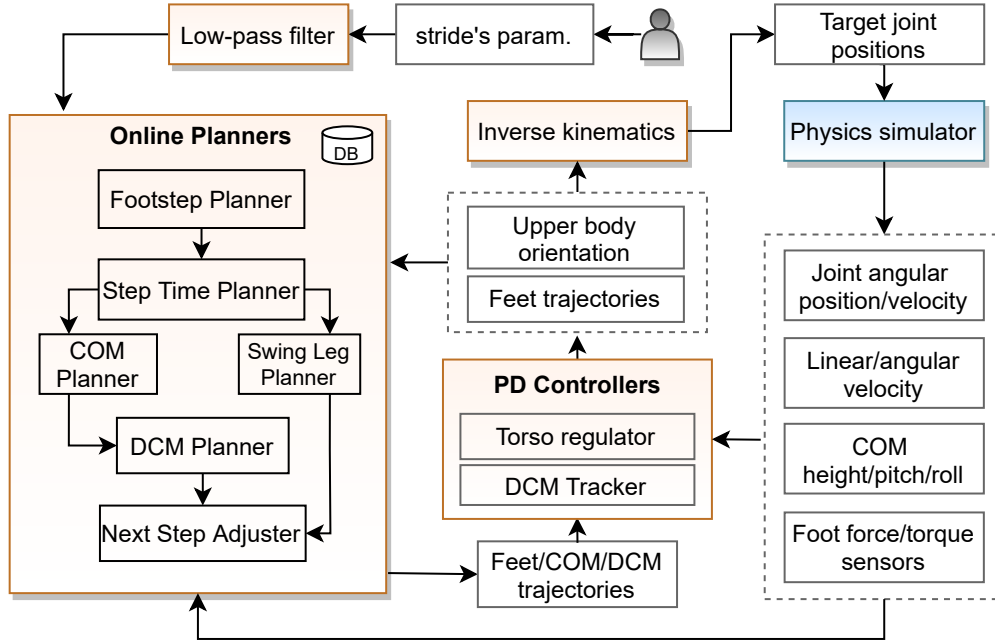 Low-pass filter
stride's param.
Target joint
positions
Online Planners
DB
Footstep Planner
Step Time Planner
COM
Planner
Swing Leg
Planner
DCM Planner
Next Step Adjuster
Inverse kinematics
Upper body
orientation
Feet trajectories
PD Controllers
Torso regulator
DCM Tracker
Feet/COM/DCM
trajectories
Physics simulator
Joint angular
position/velocity
Linear/angular
velocity
COM
height/pitch/roll
Foot force/torque
sensors